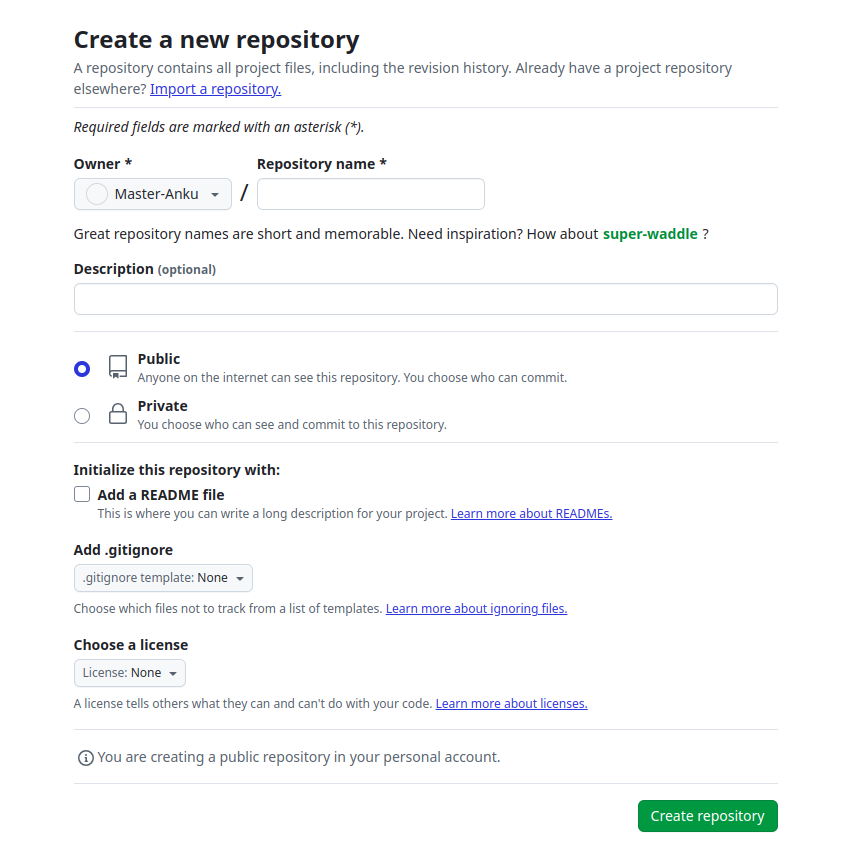 Create a new repository
A repository contains all project files, including the revision history. Already have a project repository
elsewhere? Import a repository.
Required fields are marked with an asterisk (*).
Owner * Repository name *
Master-Anku /
Great repository names are short and memorable. Need inspiration? How about super-waddle ?
Description (optional)
Public
Anyone on the internet can see this repository. You choose who can commit.
Private
You choose who can see and commit to this repository.
Initialize this repository with:
Add a README file
This is where you can write a long description for your project. Learn more about READMEs.
Add .gitignore
.gitignore template: None
Choose which files not to track from a list of templates. Learn more about ignoring files.
Choose a license
License: None
A license tells others what they can and can't do with your code. Learn more about licenses.
You are creating a public repository in your personal account.
Create repository